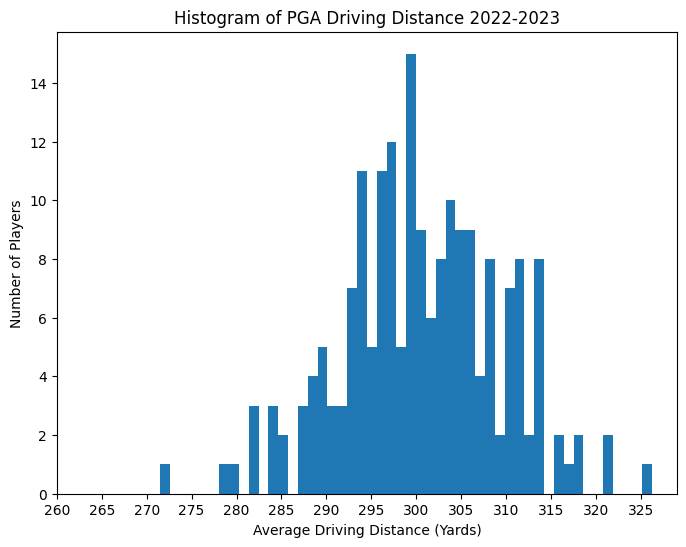 Histogram of PGA Driving Distance 2022-2023
14
12
10
8
6
4
2
0
Number of Players
260 265 270 275 280 285 290 295 300 305 310 315 320 325
Average Driving Distance (Yards)